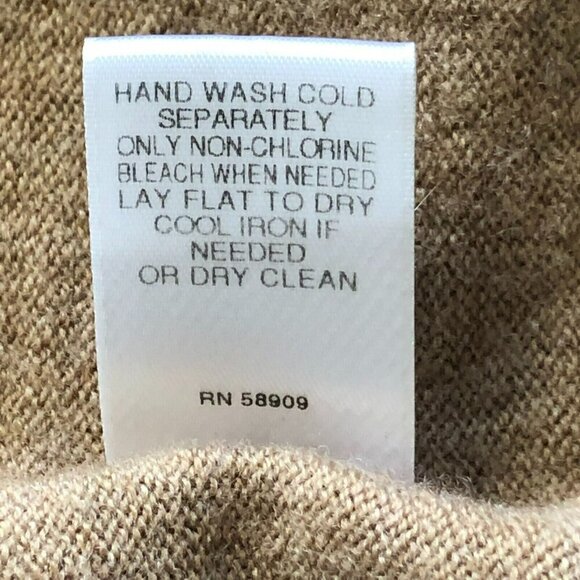 HAND WASH COLD
SEPARATELY
ONLY NON-CHLORINE
BLEACH WHEN NEEDED
LAY FLAT TO DRY
COOL IRON IF
NEEDED
OR DRY CLEAN
RN 58909